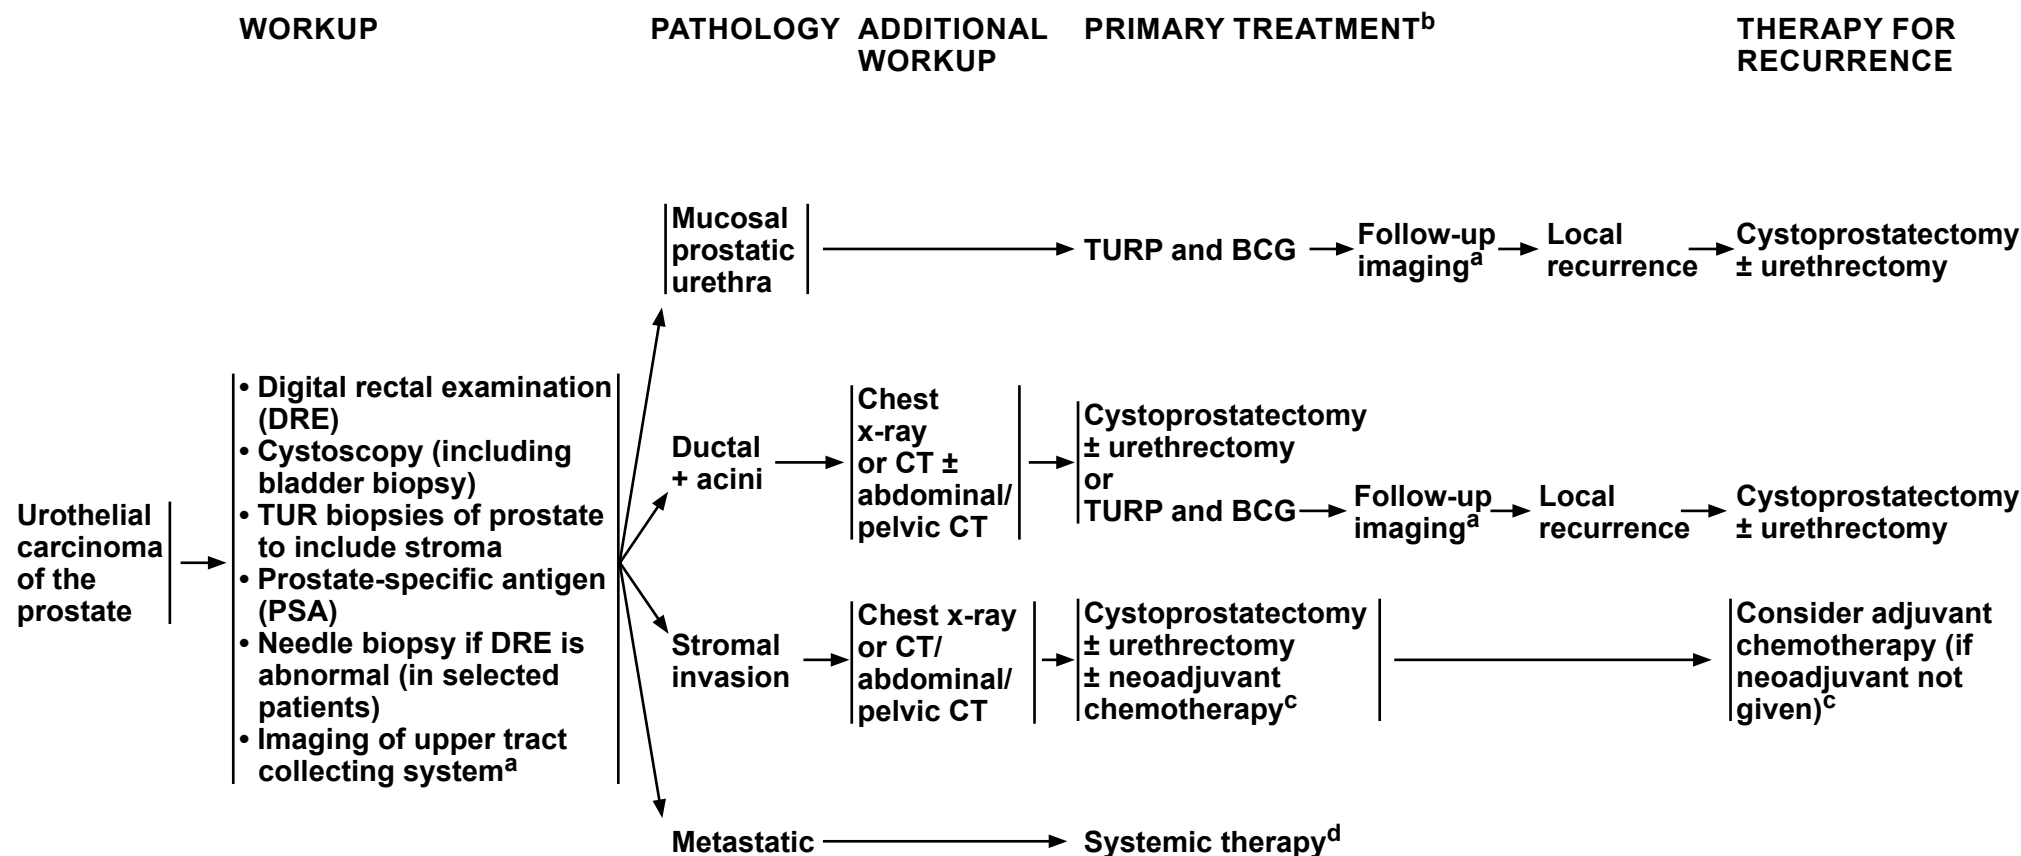 WORKUP
PATHOLOGY
ADDITIONAL
WORKUP
PRIMARY TREATMENTb
THERAPY FOR
RECURRENCE
Urothelial
carcinoma
of the
prostate
• Digital rectal examination
(DRE)
• Cystoscopy (including
bladder biopsy)
• TUR biopsies of prostate
to include stroma
• Prostate-specific antigen
(PSA)
• Needle biopsy if DRE is
abnormal (in selected
patients)
• Imaging of upper tract
collecting systema
Mucosal
prostatic
urethra
TURP and BCG
Follow-up
imaginga
Local
recurrence
Cystoprostatectomy
± urethrectomy
Ductal
+ acini
Chest
x-ray
or CT ±
abdominal/
pelvic CT
Cystoprostatectomy
± urethrectomy
or
TURP and BCG
Follow-up
imaginga
Local
recurrence
Cystoprostatectomy
± urethrectomy
Stromal
invasion
Chest x-ray
or CT/
abdominal/
pelvic CT
Cystoprostatectomy
± urethrectomy
± neoadjuvant
chemotherapyc
Consider adjuvant
chemotherapy (if
neoadjuvant not
given)c
Metastatic
Systemic therapyd